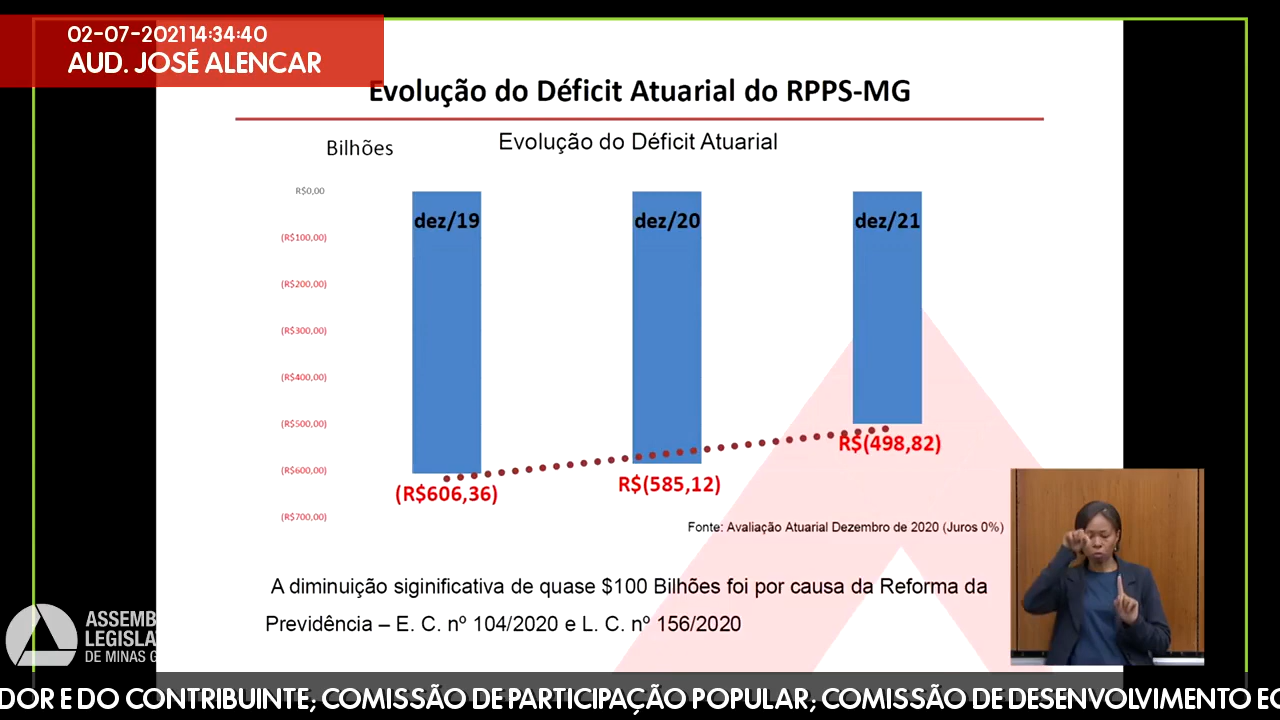 02-07-2021 14:34:40
AUD. JOSÉ ALENCAR
Evolução do Déficit Atuarial do RPPS-MG
Evolução do Déficit Atuarial
Bilhões
R$0,00
(R$100,00)
(R$200,00)
(R$300,00)
(R$400,00)
(R$500,00)
(R$600,00)
(R$700,00)
dez/19
dez/20
dez/21
(R$606,36)
R$(585,12)
R$(498,82)
Fonte: Avaliação Atuarial Dezembro de 2020 (Juros 0%)
A diminuição siginificativa de quase $100 Bilhões foi por causa da Reforma da
Previdência – E. C. nº 104/2020 e L. C. nº 156/2020
ASSEMB
LEGISLA
DE MINAS G
DOR E DO CONTRIBUINTE; COMISSÃO DE PARTICIPAÇÃO POPULAR; COMISSÃO DE DESENVOLVIMENTO EC